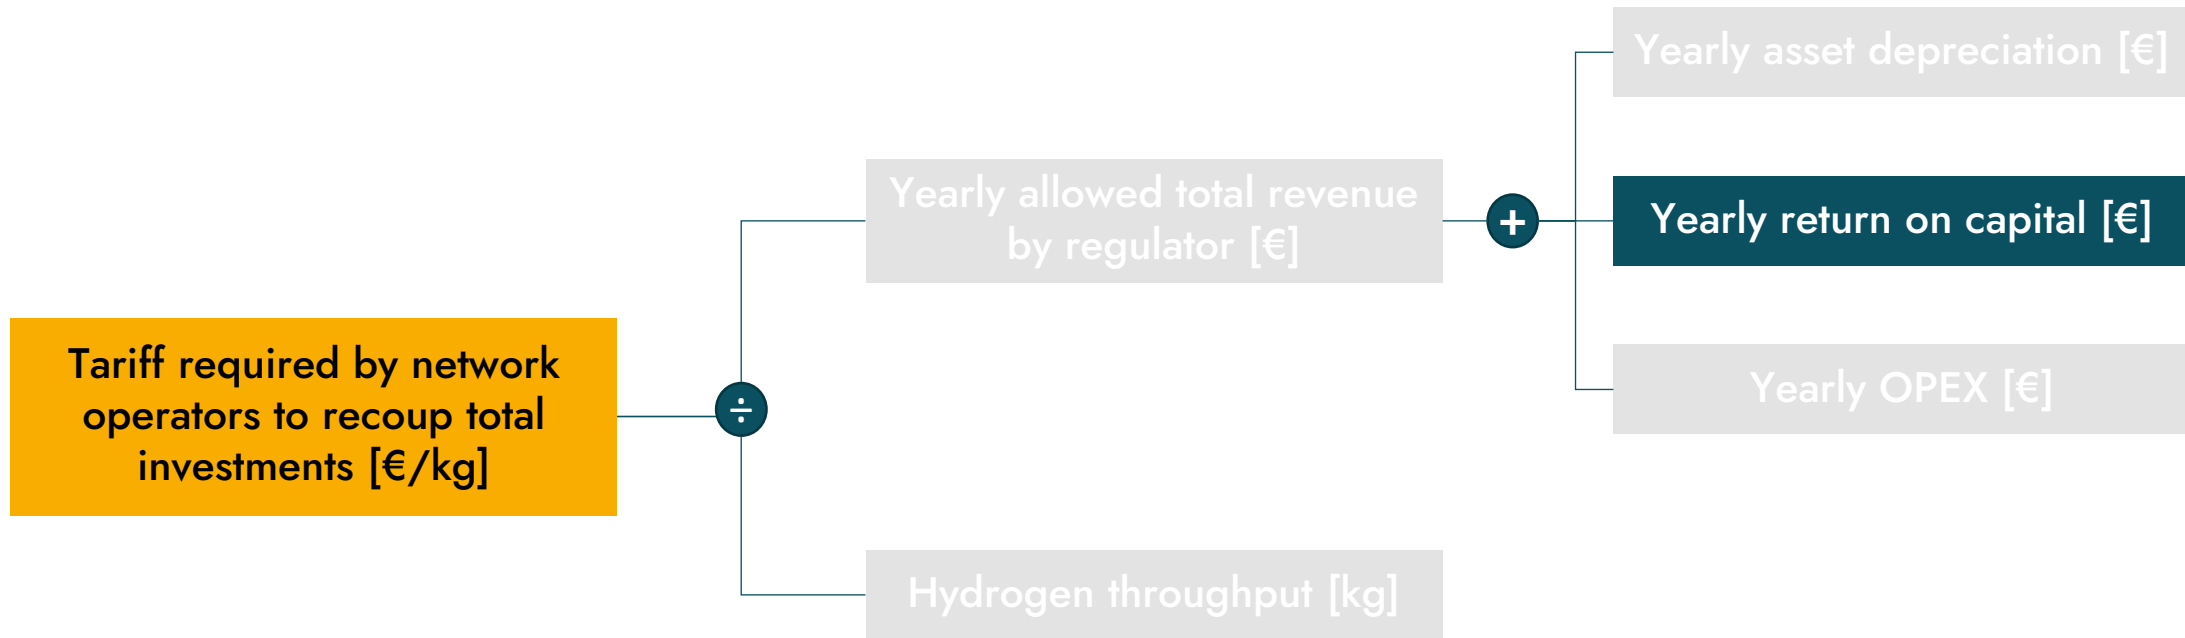 Tariff required by network
operators to recoup total
investments [€/kg]
÷
Yearly allowed total revenue
by regulator [€]
Hydrogen throughput [kg]
+
Yearly asset depreciation [€]
Yearly return on capital [€]
Yearly OPEX [€]